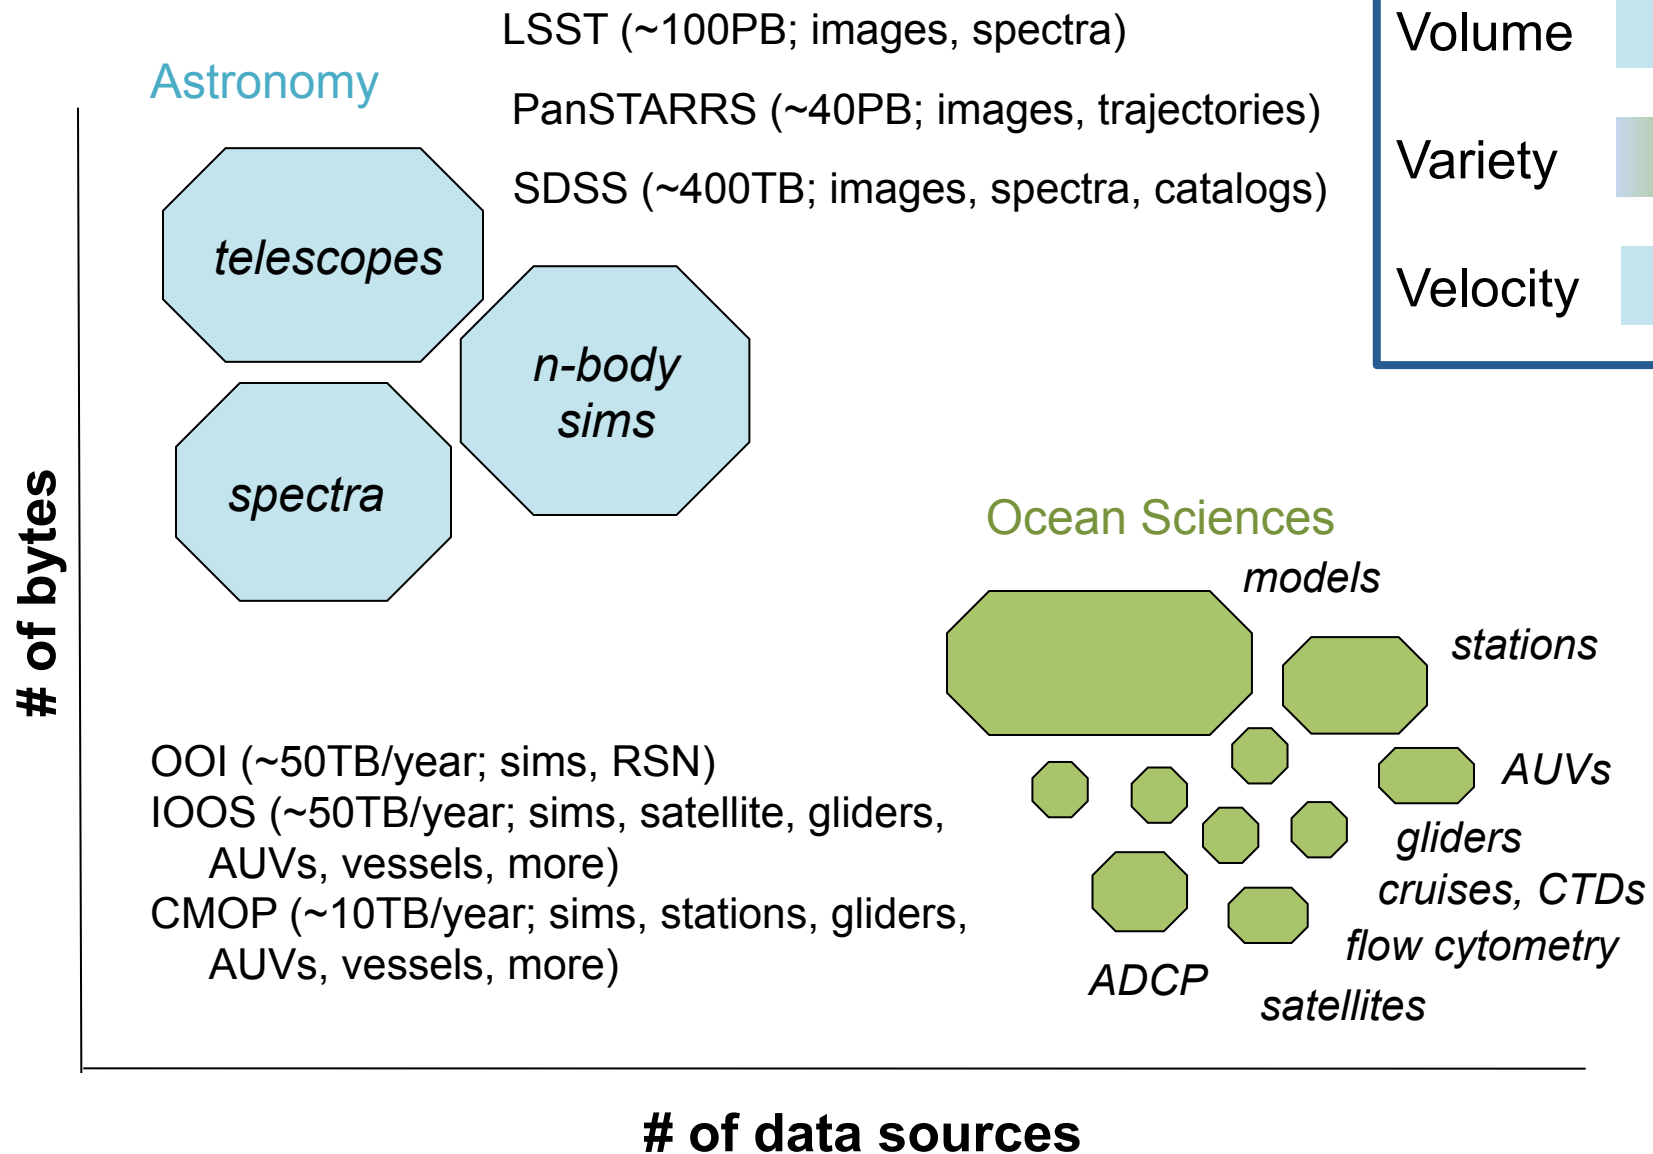 LSST (~100PB; images, spectra)
Astronomy
PanSTARRS (~40PB; images, trajectories)
SDSS (~400TB; images, spectra, catalogs)
Volume
Variety
Velocity
telescopes
n-body
sims
spectra
# of bytes
Ocean Sciences
models
stations
AUVs
gliders
cruises, CTDs
flow cytometry
ADCP
satellites
OOI (~50TB/year; sims, RSN)
IOOS (~50TB/year; sims, satellite, gliders,
AUVs, vessels, more)
CMOP (~10TB/year; sims, stations, gliders,
AUVs, vessels, more)
# of data sources